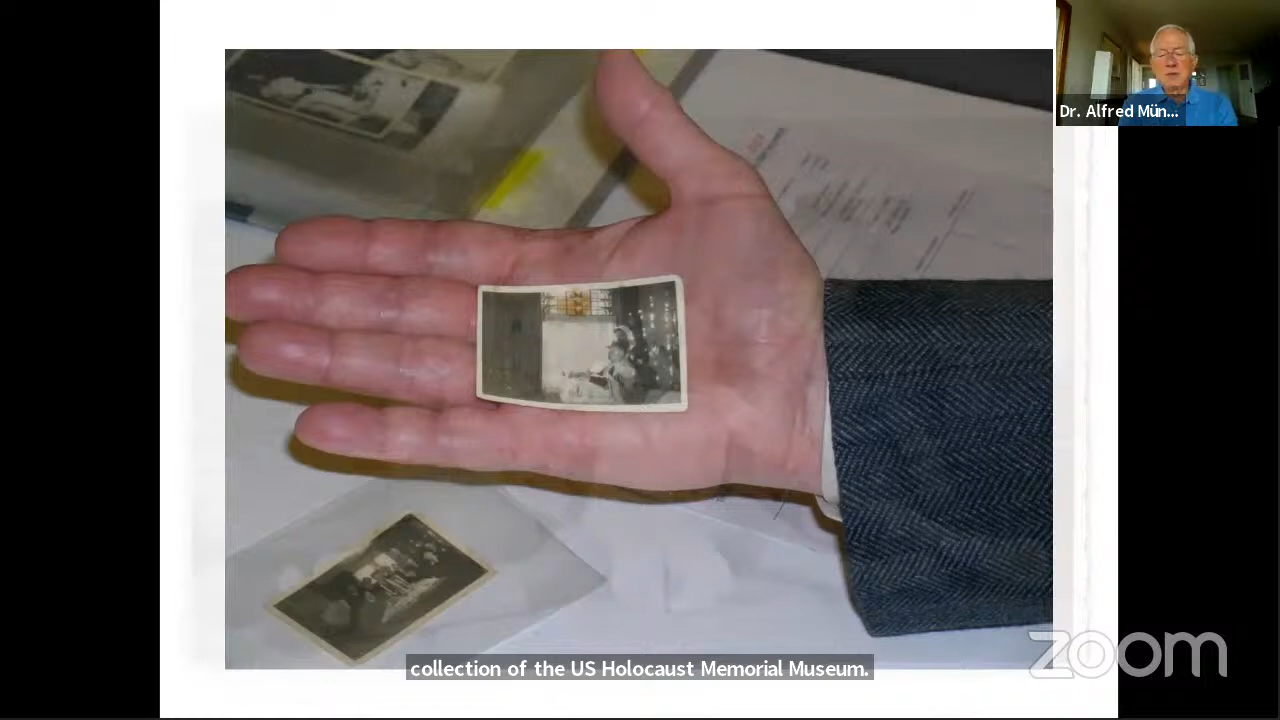 Dr. Alfred Mün...
collection of the US Holocaust Memorial Museum.
zoom